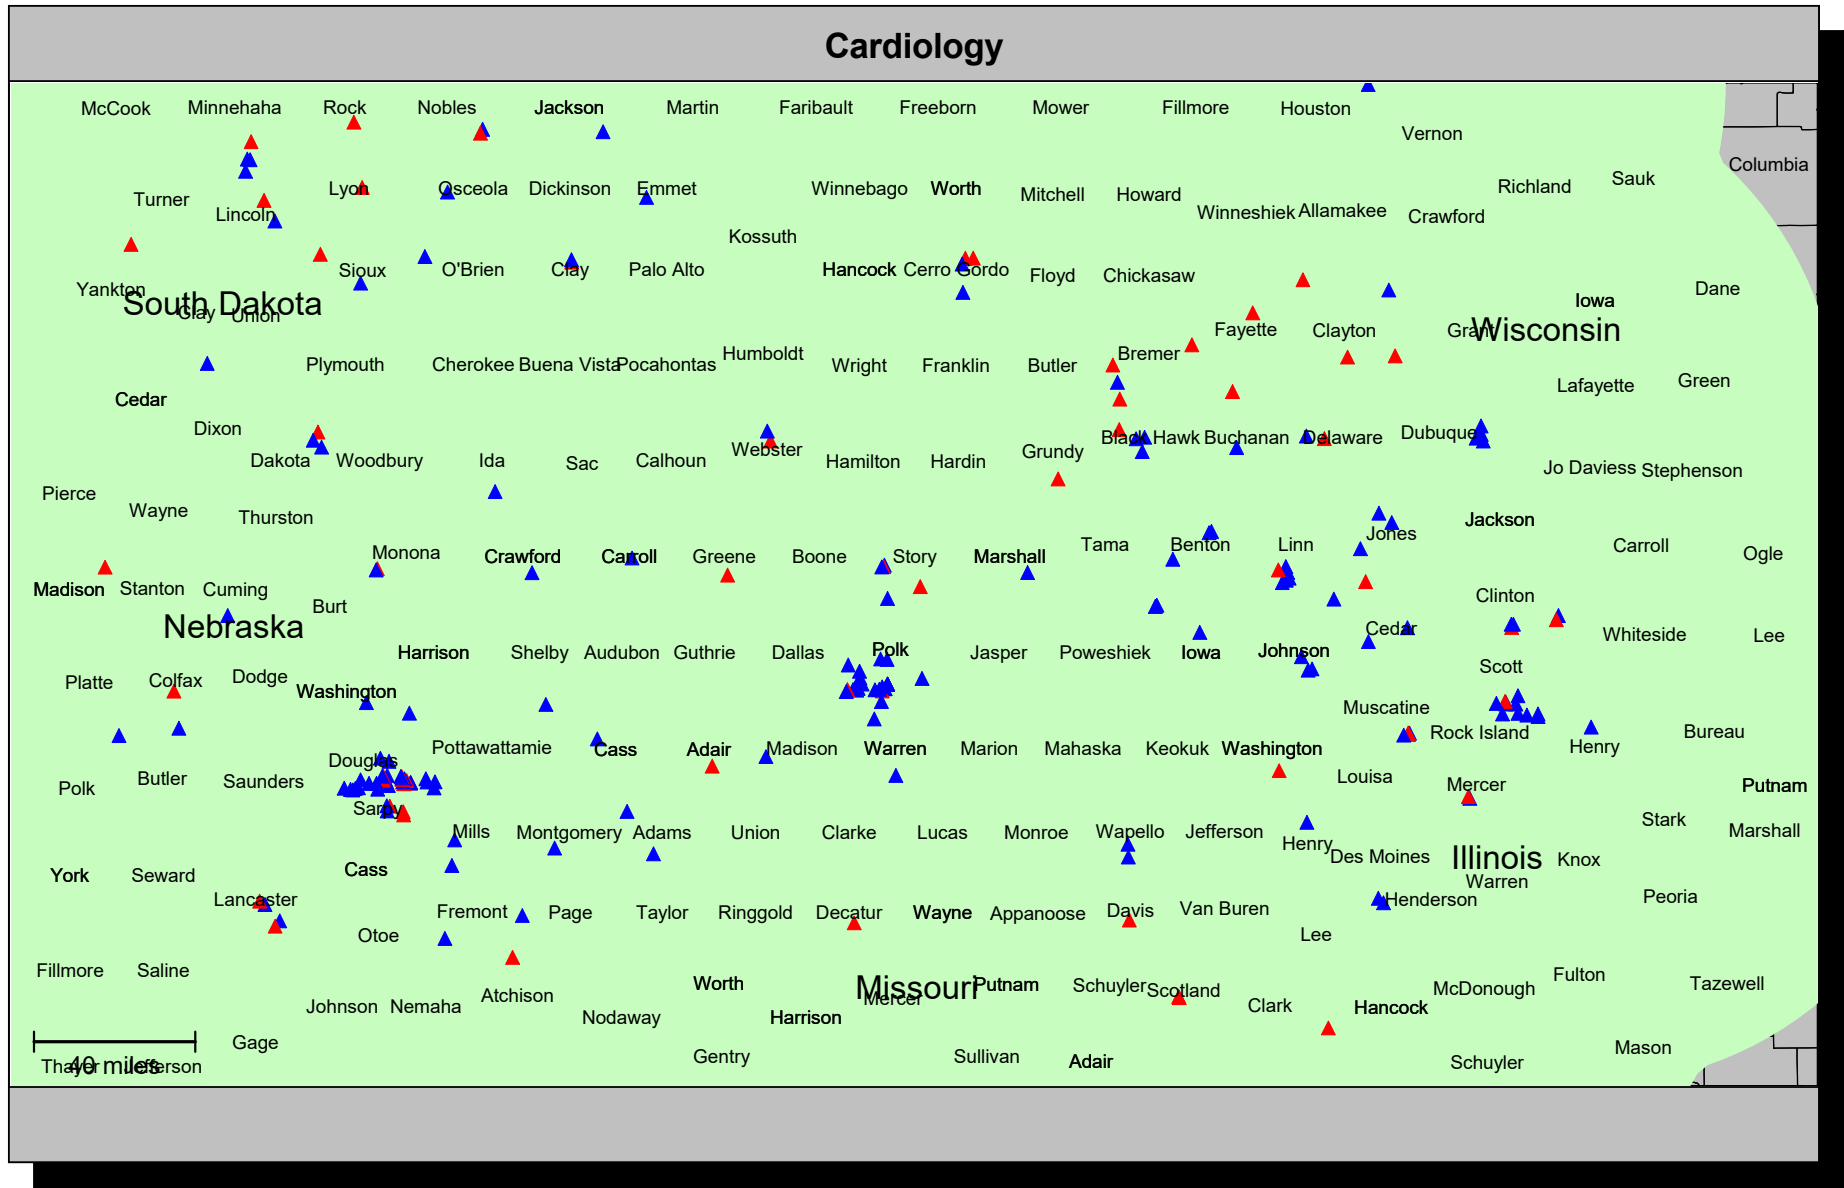 Cardiology
McCook Minnehaha Rock Nobles Jackson Martin Faribault Freeborn Mower Fillmore Houston
Vernon
Columbia
Turner Lincoln Lyon Osceola Dickinson Emmet Winnebago Worth Mitchell Howard Winneshiek Allamakee Crawford Richland Sauk
Kossuth
Yankton Sioux O'Brien Clay Palo Alto Hancock Cerro Gordo Floyd Chickasaw Iowa Dane
South Dakota
Clay Union
Fayette Clayton Grant
Wisconsin
Plymouth Cherokee Buena Vista Pocahontas Humboldt Wright Franklin Butler Bremer
Cedar Lafayette Green
Dixon
Dakota Woodbury Ida Sac Calhoun Webster Hamilton Hardin Grundy Black Hawk Buchanan Delaware Dubuque
Jo Daviess Stephenson
Pierce Wayne Thurston
Jackson
Monona Crawford Carroll Greene Boone Story Marshall Tama Benton Linn Jones Carroll Ogle
Madison Stanton Cuming Burt Clinton
Nebraska
Cedar Whiteside Lee
Harrison Shelby Audubon Guthrie Dallas Polk Jasper Poweshiek Iowa Johnson Scott
Platte Colfax Dodge Washington
Muscatine
Rock Island Henry Bureau
Douglas Pottawattamie Cass Adair Madison Warren Marion Mahaska Keokuk Washington
Polk Butler Saunders Louisa Mercer Putnam
Sarpy
Mills Montgomery Adams Union Clarke Lucas Monroe Wapello Jefferson Henry Stark Marshall
Des Moines
Illinois
Knox
York Seward Cass Warren
Lancaster Fremont Page Taylor Ringgold Decatur Wayne Appanoose Davis Van Buren Henderson Peoria
Otoe Lee
Fillmore Saline Fulton
Worth
Missouri
Putnam Schuyler Scotland McDonough Tazewell
Johnson Nemaha Atchison Mercer Clark Hancock
Nodaway Harrison
Gage Gentry Sullivan Adair Schuyler Mason
Thayer Jefferson
40 miles